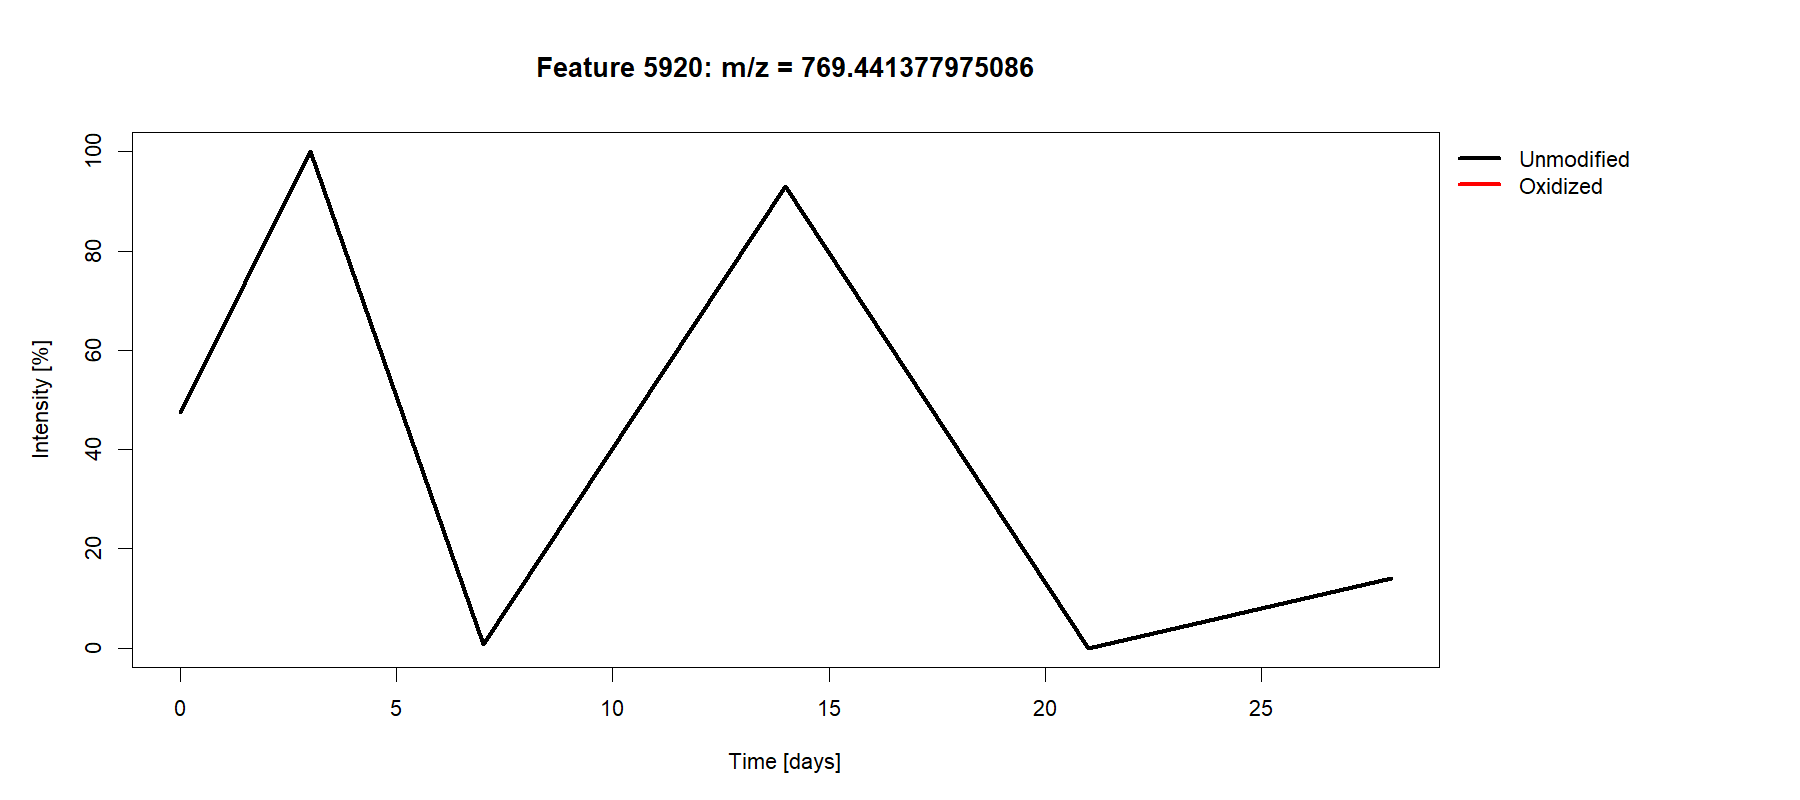 Feature 5920: m/z = 769.441377975086
Unmodified
Oxidized
Intensity [%]
100
80
60
40
20
0
0 5 10 15 20 25
Time [days]